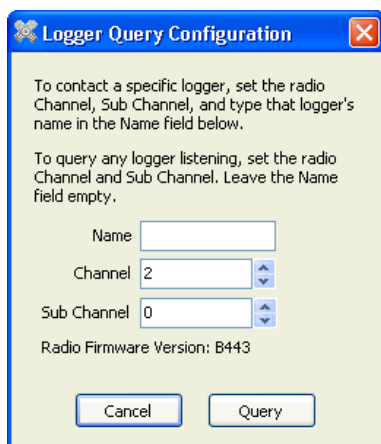 Logger Query Configuration
To contact a specific logger, set the radio
Channel, Sub Channel, and type that logger's
name in the Name field below.
To query any logger listening, set the radio
Channel and Sub Channel. Leave the Name
field empty.
Name
Channel 2
Sub Channel 0
Radio Firmware Version: B443
Cancel Query